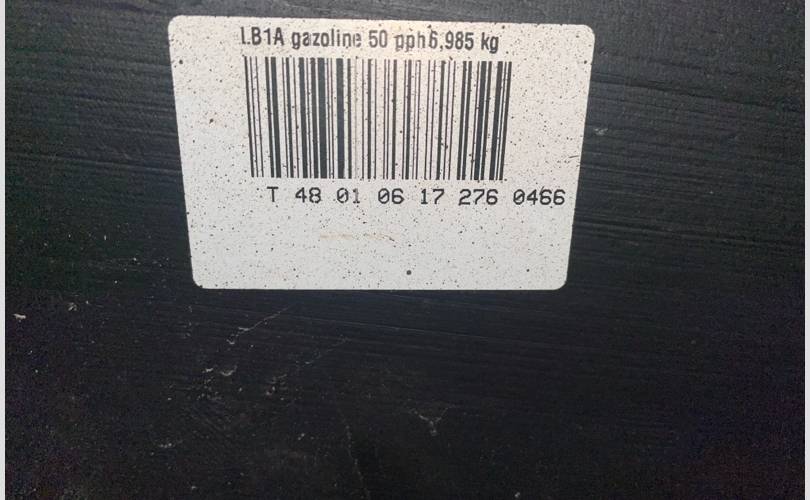 LB1A gazoline 50 pph 6,985 kg
T 48 01 06 17 276 0466